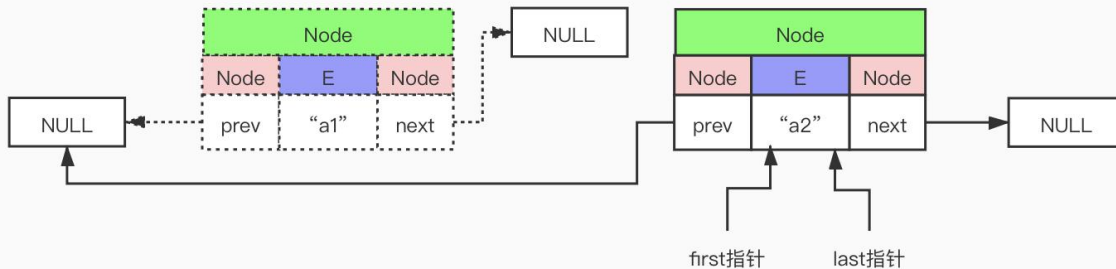 Node
NULL
Node
Node E Node
Node E Node
NULL
prev “a1” next
prev “a2” next
NULL
first指针
last指针